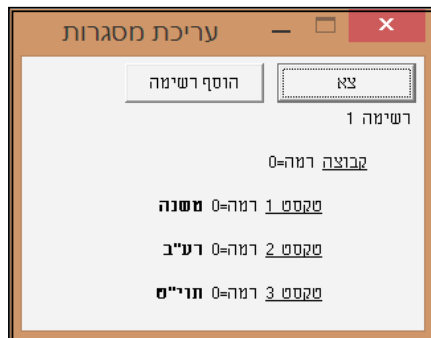 עריכת מסגרות
צא הוסף רשימה
רשימה 1
קבוצה רמה=0
טקסט 1 רמה=0 משנה
טקסט 2 רמה=0 רע"ב
טקסט 3 רמה=0 תוי"ט